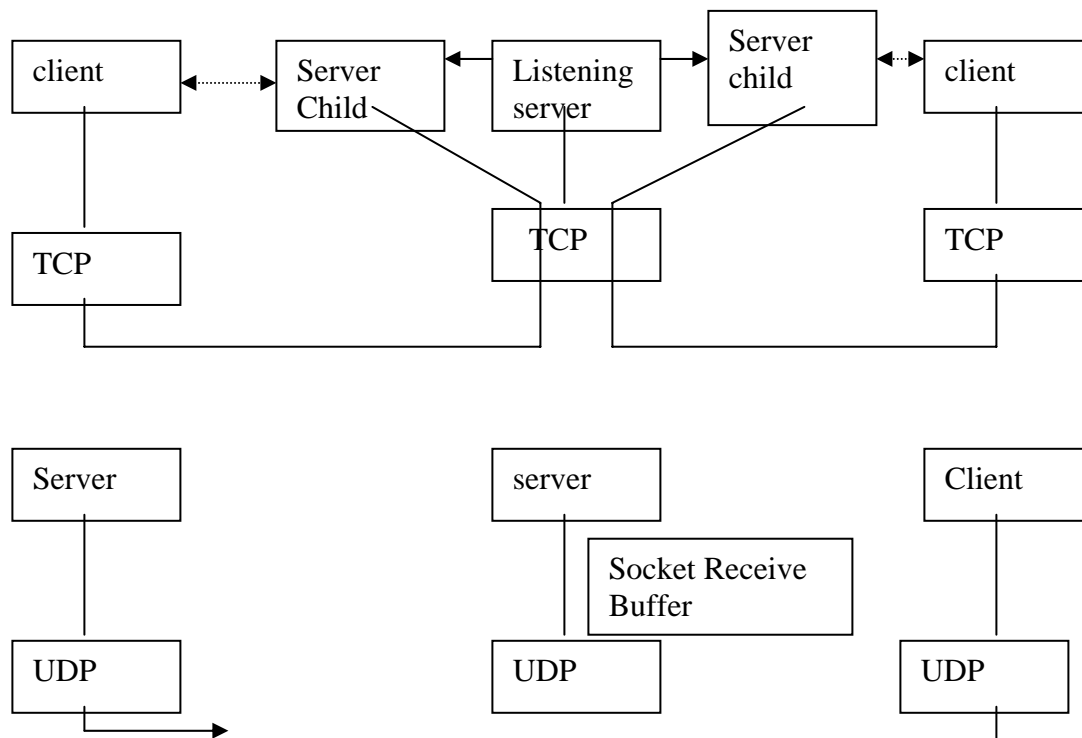 client
Server
Child
Listening
server
Server
child
client
TCP
TCP
TCP
Server
server
Client
Socket Receive
Buffer
UDP
UDP
UDP